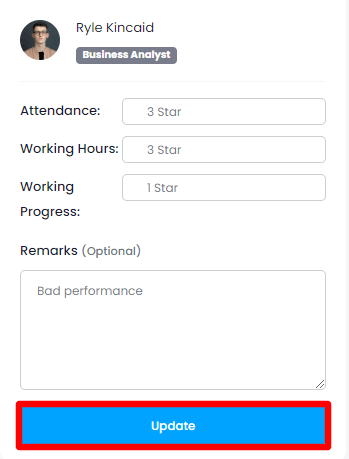 Ryle Kincaid
Business Analyst
Attendance: 3 Star
Working Hours: 3 Star
Working 1 Star
Progress:
Remarks (Optional)
Bad performance
Update